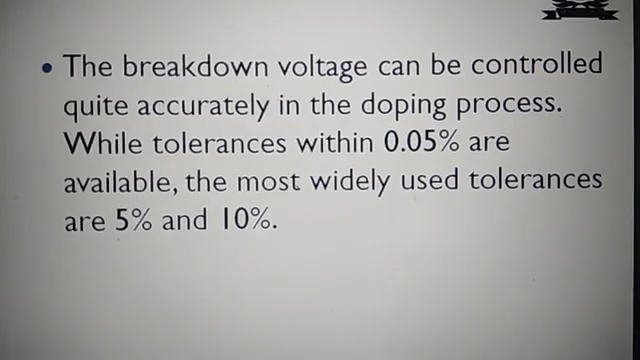 • The breakdown voltage can be controlled
quite accurately in the doping process.
While tolerances within 0.05% are
available, the most widely used tolerances
are 5% and 10%.